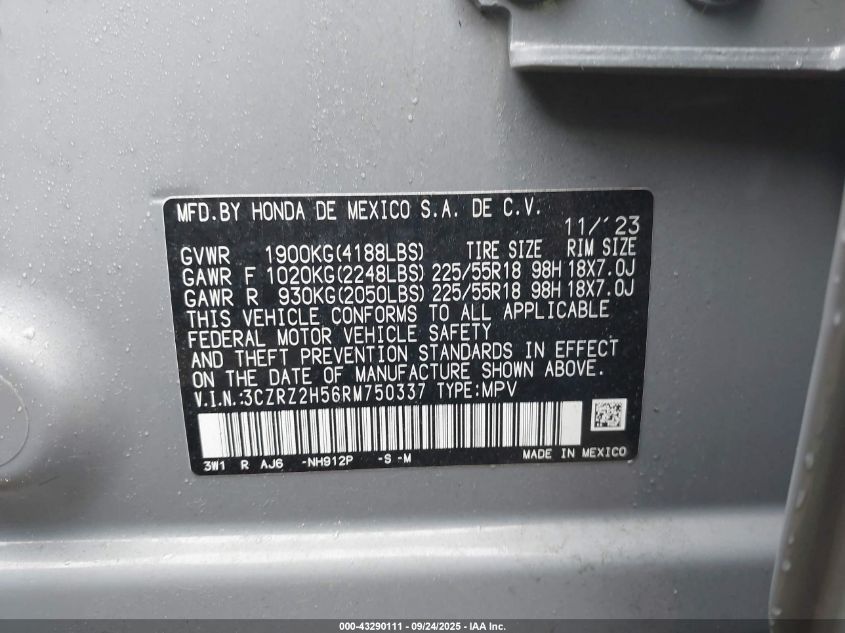 MFD.BY HONDA DE MEXICO S.A. DE C.V.
11/'23
GVWR 1900KG(4188LBS) TIRE SIZE RIM SIZE
GAWR F 1020KG(2248LBS) 225/55R18 98H 18X7.0J
GAWR R 930KG(2050LBS) 225/55R18 98H 18X7.0J
THIS VEHICLE CONFORMS TO ALL APPLICABLE
FEDERAL MOTOR VEHICLE SAFETY
AND THEFT PREVENTION STANDARDS IN EFFECT
ON THE DATE OF MANUFACTURE SHOWN ABOVE.
V.I.N.:3CZRZ2H56RM750337 TYPE:MPV
3W1 R AJ6 -NH912P -S -M MADE IN MEXICO
000-43290111 - 09/24/2025 - IAA Inc.